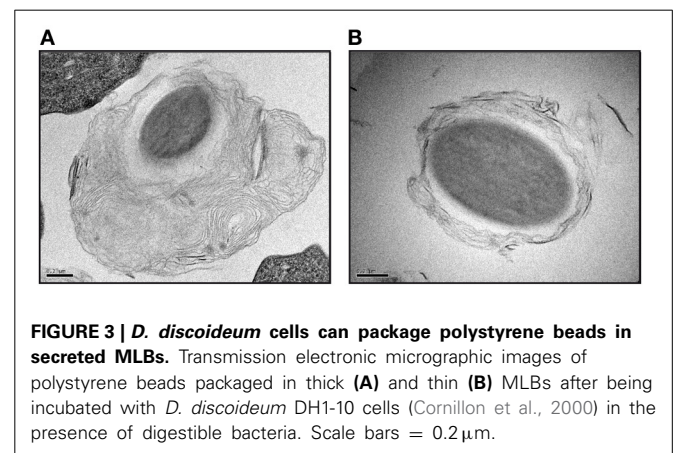 A
B
FIGURE 3 | D. discoideum cells can package polystyrene beads in
secreted MLBs. Transmission electronic micrographic images of
polystyrene beads packaged in thick (A) and thin (B) MLBs after being
incubated with D. discoideum DH1-10 cells (Cornillon et al., 2000) in the
presence of digestible bacteria. Scale bars = 0.2 µm.